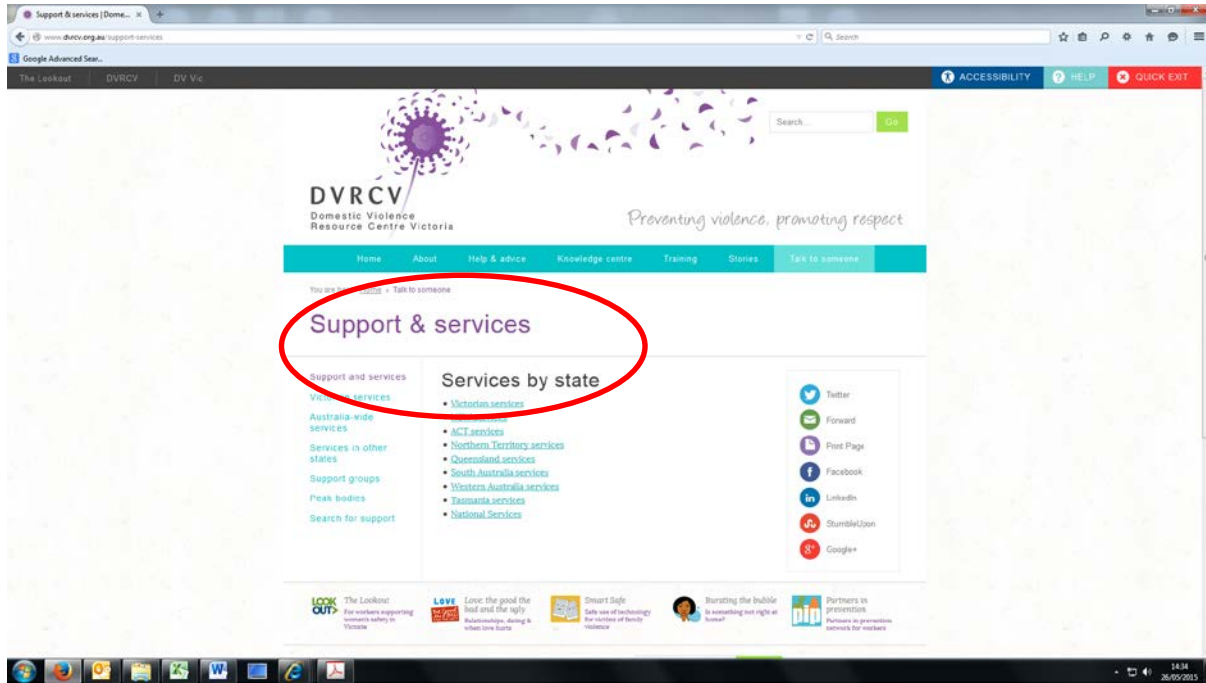 Support & services | Dome...
www.dvrcv.org.au/support-services
Search
Google Advanced Sear...
The Lookout
DVRCV
DV Vic
ACCESSIBILITY
HELP
QUICK EXIT
Search...
Go
DVRCV
Domestic Violence
Resource Centre Victoria
Preventing violence, promoting respect
Home
About
Help & advice
Knowledge centre
Training
Stories
Talk to someone
You are Home » Talk to someone
Support & services
Support and services
services
Australia-wide
services
Services in other
states
Support groups
Peak bodies
Search for support
Services by state
• Victorian services
• ACT services
• Northern Territory services
• Queensland services
• South Australia services
• Western Australia services
• Tasmania services
• National Services
Twitter
Forward
Print Page
Facebook
LinkedIn
StumbleUpon
Google+
LOOK
OUT
The Lookout
For workers supporting
women's safety in
Victoria
LOVE
Love: the good the
bad and the ugly
Relationships, dating &
when love hurts
Smart Safe
Safe use of technology
for victims of family
violence
Bursting the bubble
Is something not right at
home?
pip
Partners in
prevention
Partners in prevention
network for workers
14:34
26/05/2015